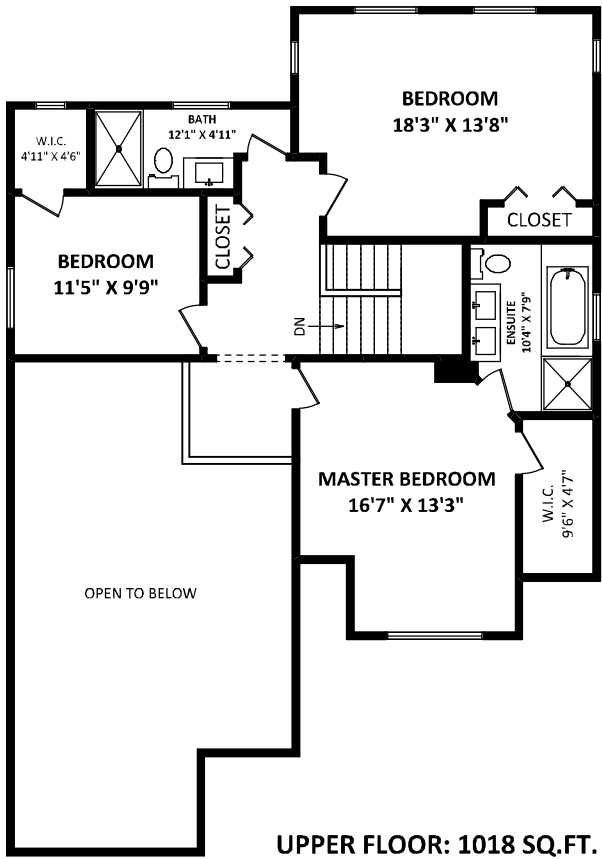 BEDROOM
18'3" X 13'8"
BATH
12'1" X 4'11"
W.I.C.
4'11" X 4'6"
CLOSET
CLOSET
BEDROOM
11'5" X 9'9"
ENSUITE
10'4" X 7'9"
DN
MASTER BEDROOM
16'7" X 13'3"
W.I.C.
9'6" X 4'7"
OPEN TO BELOW
UPPER FLOOR: 1018 SQ.FT.